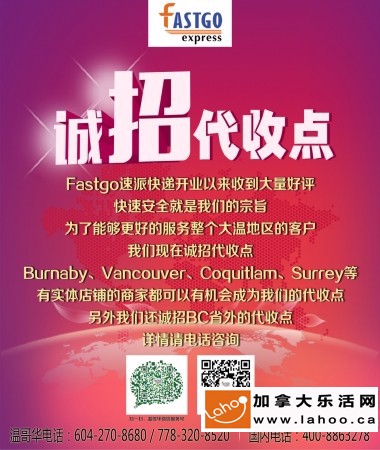 FASTGO
express
诚招代收点
Fastgo速派快递开业以来收到大量好评
快速安全就是我们的宗旨
为了能够更好的服务整个大温地区的客户
我们现在诚招代收点
Burnaby、Vancouver、Coquitlam、Surrey等
有实体店铺的商家都可以有机会成为我们的代收点
另外我们还诚招BC省外的代收点
详情请电话咨询
Lahoo
加拿大乐活网
www.lahoo.ca
温哥华电话：604-270-8680 / 778-320-8520
国内电话：400-8863278